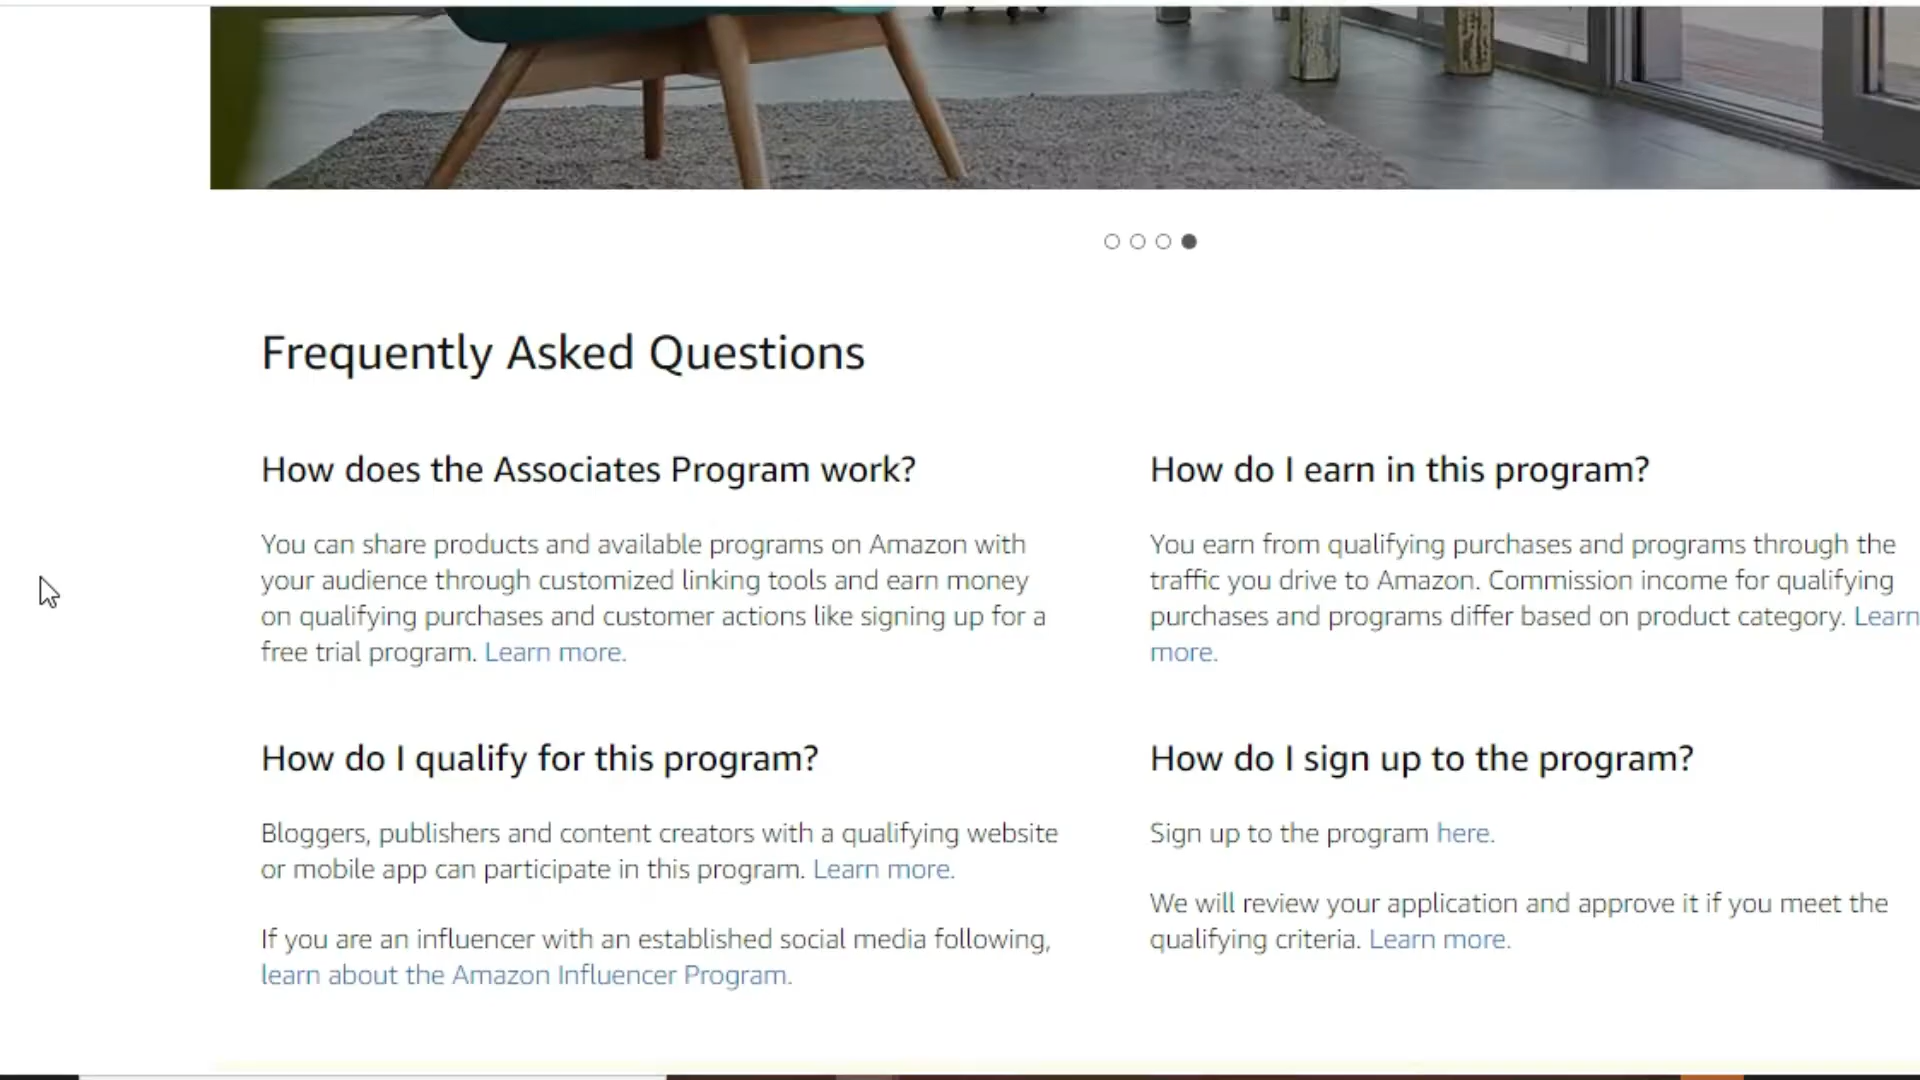 Frequently Asked Questions
How does the Associates Program work?
You can share products and available programs on Amazon with
your audience through customized linking tools and earn money
on qualifying purchases and customer actions like signing up for a
free trial program. Learn more.
How do I earn in this program?
You earn from qualifying purchases and programs through the
traffic you drive to Amazon. Commission income for qualifying
purchases and programs differ based on product category. Learn
more.
How do I qualify for this program?
Bloggers, publishers and content creators with a qualifying website
or mobile app can participate in this program. Learn more.
If you are an influencer with an established social media following,
learn about the Amazon Influencer Program.
How do I sign up to the program?
Sign up to the program here.
We will review your application and approve it if you meet the
qualifying criteria. Learn more.